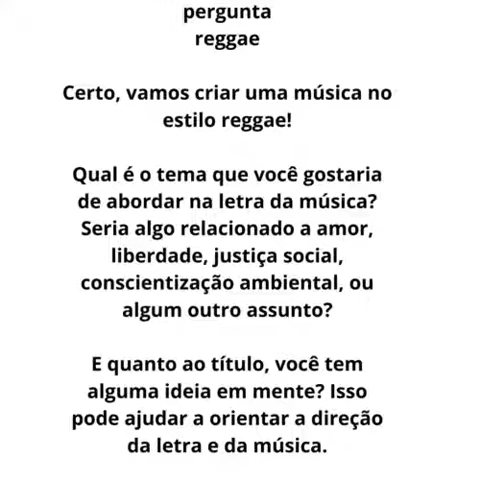 pergunta
reggae
Certo, vamos criar uma música no
estilo reggae!
Qual é o tema que você gostaria
de abordar na letra da música?
Seria algo relacionado a amor,
liberdade, justiça social,
conscientização ambiental, ou
algum outro assunto?
E quanto ao título, você tem
alguma ideia em mente? Isso
pode ajudar a orientar a direção
da letra e da música.